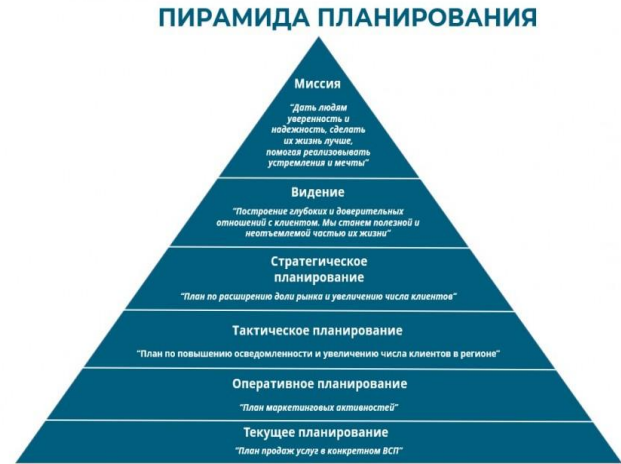 ПИРАМИДА ПЛАНИРОВАНИЯ
Миссия
"Дать людям
уверенность и
надежность, сделать
их жизнь лучше,
помогая реализовывать
устремления и мечты"
Видение
"Построение глубоких и доверительных
отношений с клиентом. Мы станем полезной и
неотъемлемой частью их жизни"
Стратегическое
планирование
"План по расширению доли рынка и увеличению числа клиентов"
Тактическое планирование
"План по повышению осведомленности и увеличению числа клиентов в регионе"
Оперативное планирование
"План маркетинговых активностей"
Текущее планирование
"План продаж услуг в конкретном ВСП"